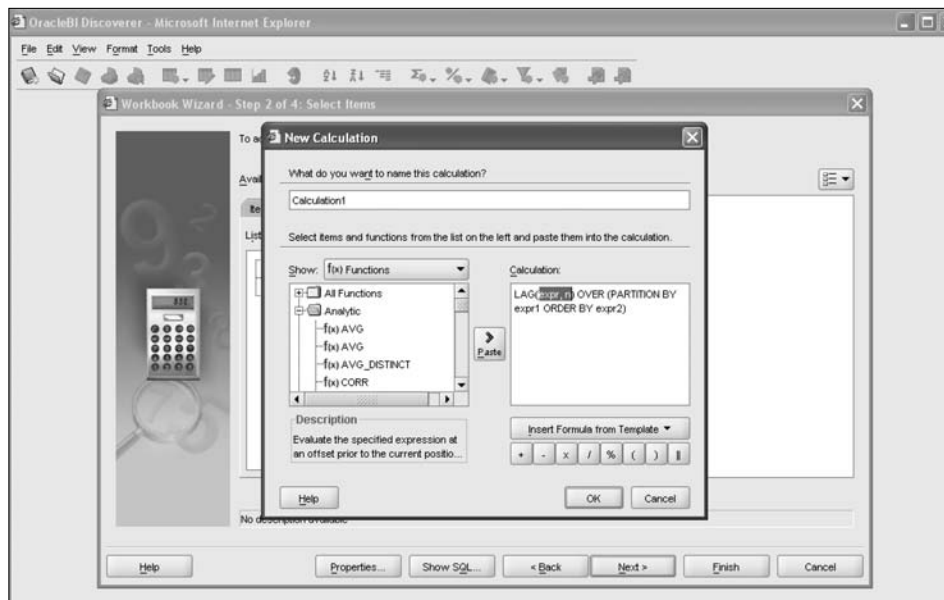 OracleBI Discoverer - Microsoft Internet Explorer
File Edit View Format Tools Help
Workbook Wizard - Step 2 of 4: Select Items
To
New Calculation
What do you want to name this calculation?
Calculation1
Select items and functions from the list on the left and paste them into the calculation.
Show: f(x) Functions
Calculation:
All Functions
Analytic
f(x) AVG
f(x) AVG
f(x) AVG_DISTINCT
f(x) CORR
Paste
LAG(expr, n) OVER (PARTITION BY
expr1 ORDER BY expr2)
Description
Evaluate the specified expression at
an offset prior to the current positio...
Insert Formula from Template
+ - x / % ( ) ||
Help OK Cancel
No description available
Help Properties... Show SQL... < Back Next > Finish Cancel